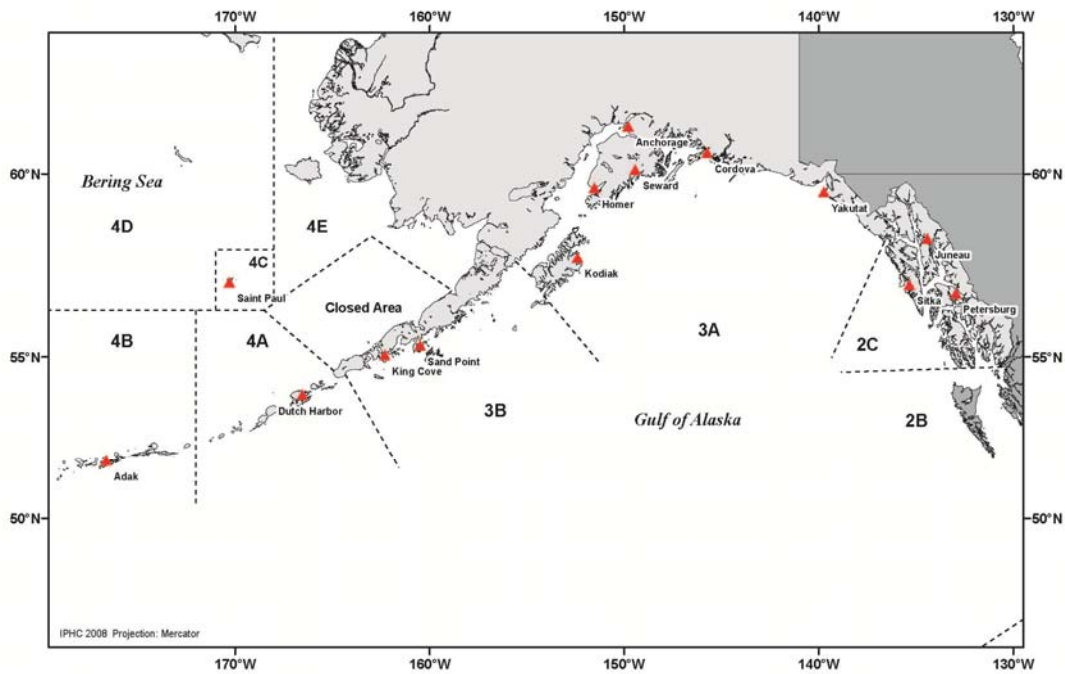 170°W 160°W 150°W 140°W 130°W
Anchorage
Cordova
60°N 60°N
Bering Sea
Seward
Homer
Yakutat
4D 4E
4C
Juneau
Kodiak
Saint Paul
Sitka
Closed Area
Petersburg
3A
4B 4A
2C
55°N 55°N
Sand Point
King Cove
Dutch Harbor
3B
Gulf of Alaska
2B
Adak
50°N 50°N
IPHC 2008 Projection: Mercator
170°W 160°W 150°W 140°W 130°W